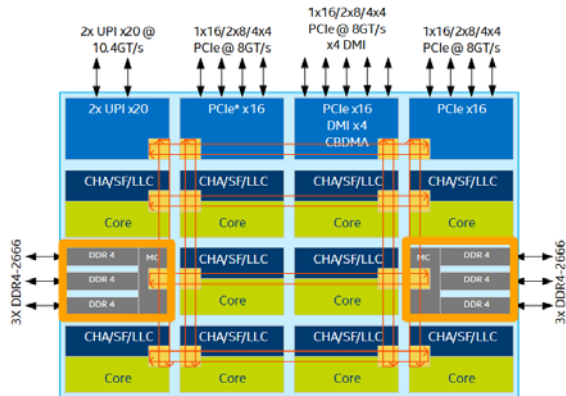 2x UPI x20 @
10.4GT/s
1x16/2x8/4x4
PCIe @ 8GT/s
1x16/2x8/4x4
PCIe @ 8GT/s
x4 DMI
1x16/2x8/4x4
PCIe @ 8GT/s
2x UPI x20
PCIe* x16
PCIe x16
DMI x4
CBDMA
PCIe x16
CHA/SF/LLC
CHA/SF/LLC
CHA/SF/LLC
CHA/SF/LLC
Core
Core
Core
Core
3X DDR4-2666
DDR 4
MC
DDR 4
DDR 4
CHA/SF/LLC
CHA/SF/LLC
Core
Core
MC
DDR 4
DDR 4
DDR 4
3X DDR4-2666
CHA/SF/LLC
CHA/SF/LLC
CHA/SF/LLC
CHA/SF/LLC
Core
Core
Core
Core